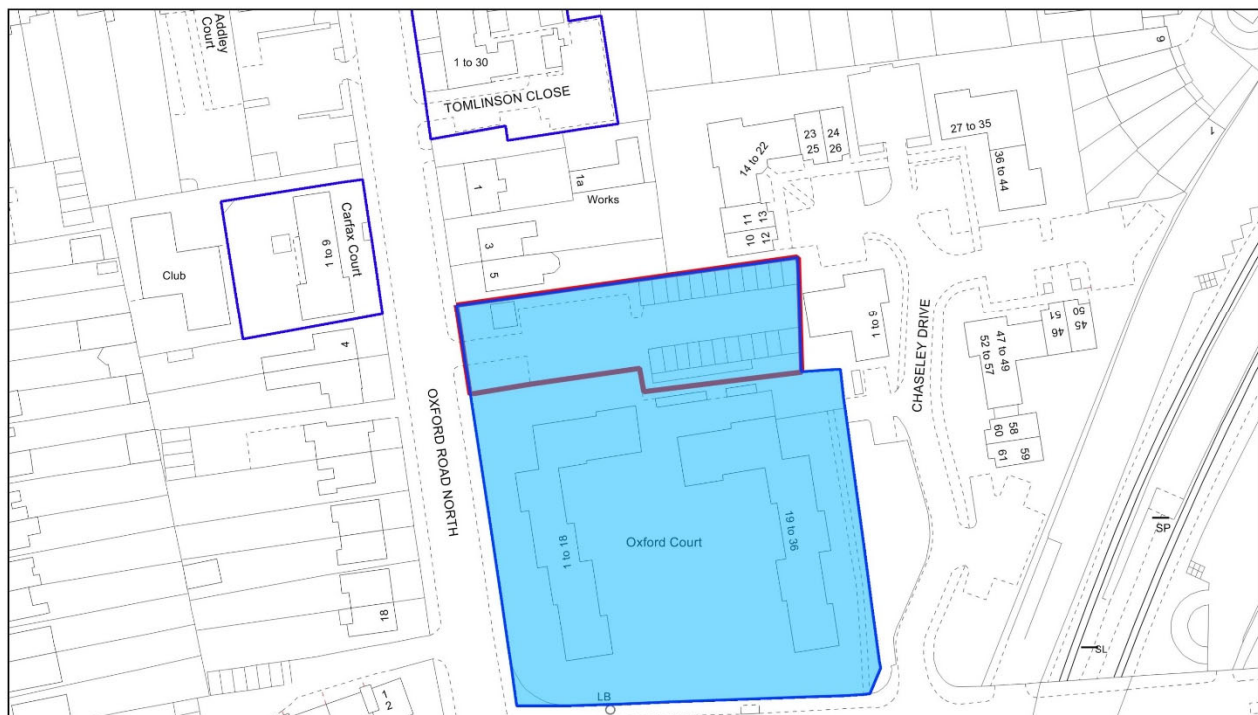 Addley
Court
1 to 30
TOMLINSON CLOSE
6
1
27 to 35
36 to 44
23
25
24
26
14 to 22
1a
Works
1
11
13
10
12
3
5
Carfax Court
1 to 9
Club
4
1 to 9
CHASELEY DRIVE
51
46
50
45
47 to 49
52 to 57
60
58
61
59
OXFORD ROAD NORTH
1 to 18
Oxford Court
19 to 36
SP
SL
18
LB
1
2